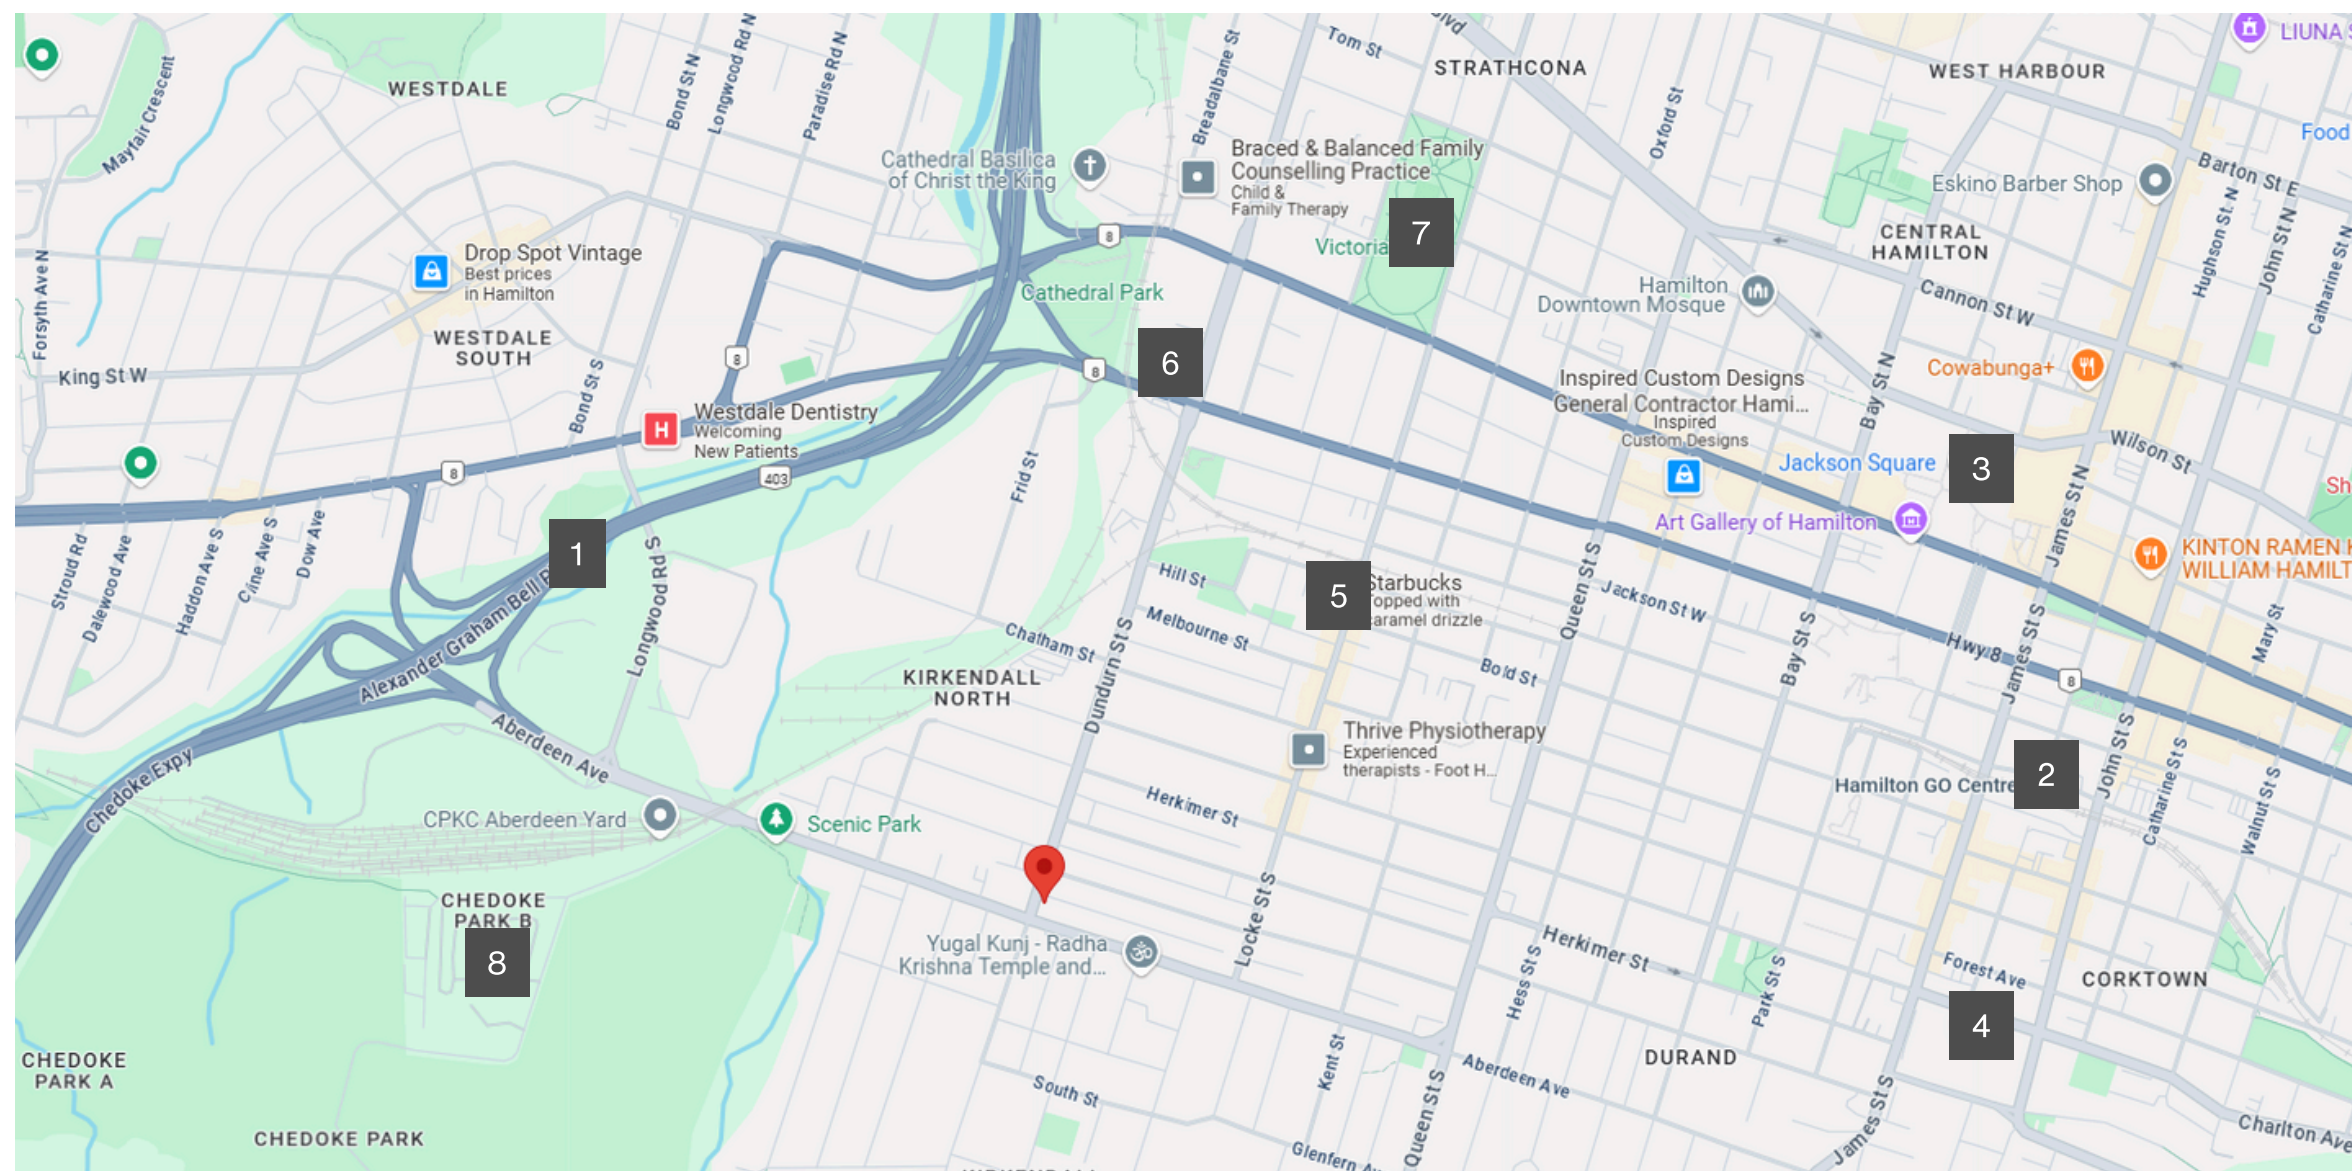 Blvd
Tom St
STRATHCONA
WEST HARBOUR
LIUNA
Mayfair Crescent
WESTDALE
Bond St N
Longwood Rd N
Paradise Rd N
Breadalbane St
Oxford St
Food
Cathedral Basilica
of Christ the King
Braced & Balanced Family
Counselling Practice
Child &
Family Therapy
Eskino Barber Shop
Barton St E
Hughson St N
John St N
Catharine St N
Victoria
7
8
CENTRAL
HAMILTON
Forsyth Ave N
Drop Spot Vintage
Best prices
in Hamilton
Cathedral Park
Hamilton
Downtown Mosque
Cannon St W
WESTDALE
SOUTH
8
King St W
Bond St S
6
8
Inspired Custom Designs
General Contractor Hami...
Inspired
Custom Designs
Bay St N
Cowabunga+
H
Westdale Dentistry
Welcoming
New Patients
Wilson St
8
403
Frid St
Jackson Square
3
James St N
Sh
Art Gallery of Hamilton
KINTON RAMEN
WILLIAM HAMILT
Stroud Rd
Dalewood Ave
Haddon Ave S
Cline Ave S
Dow Ave
1
Longwood Rd S
Hill St
5
Starbucks
Topped with
caramel drizzle
Queen St S
Jackson St W
Melbourne St
Chatham St
Alexander Graham Bell
Dundurn St S
Bold St
Bay St S
Hwy 8
James St S
Mary St
8
KIRKENDALL
NORTH
Aberdeen Ave
Thrive Physiotherapy
Experienced
therapists - Foot H...
John St S
Catharine St S
Walnut St S
Hamilton GO Centre
2
Chedoke Expy
CPKC Aberdeen Yard
Scenic Park
Herkimer St
CHEDOKE
PARK B
8
Locke St S
Yugal Kunj - Radha
Krishna Temple and...
Herkimer St
Hess St S
Park St S
Forest Ave
CORKTOWN
4
CHEDOKE
PARK A
South St
Kent St
Aberdeen Ave
DURAND
CHEDOKE PARK
Queen St S
James St S
Charlton Ave
Glenfern